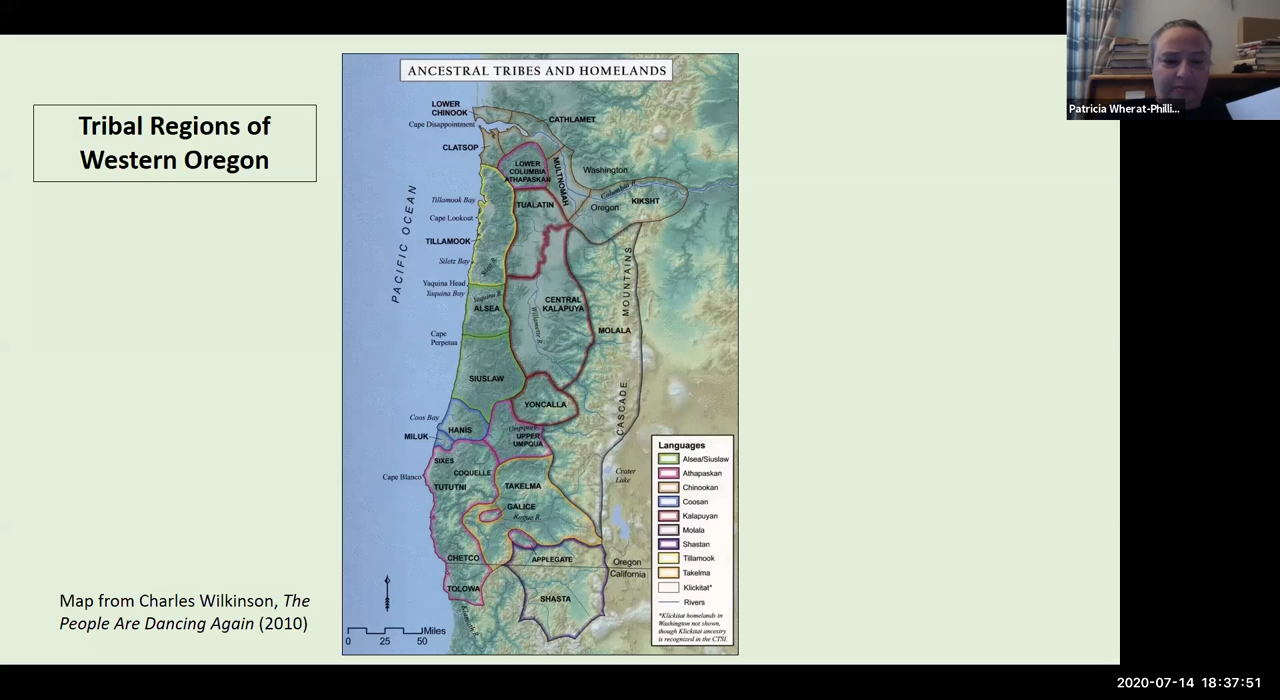 Patricia Wherat-Philli...
Tribal Regions of
Western Oregon
ANCESTRAL TRIBES AND HOMELANDS
LOWER
CHINOOK
CATHLAMET
Cape Disappointment
CLATSOP
LOWER
COLUMBIA
ATHAPASKAN
MULTNOMAH
Washington
Columbia R.
KIKSHT
Oregon
Tillamook Bay
TUALATIN
Cape Lookout
PACIFIC OCEAN
TILLAMOOK
Siletz Bay
Yaquina Head
Yaquina Bay
Yaquina R.
ALSEA
CENTRAL
KALAPUYA
Willamette R.
MOLALA
CASCADE MOUNTAINS
Cape
Perpetua
SIUSLAW
YONCALLA
Coos Bay
HANIS
MILUK
Umpqua R.
UPPER
UMPQUA
SIXES
COQUELLE
Cape Blanco
TUTUTNI
TAKELMA
Crater
Lake
GALICE
Rogue R.
CHETCO
APPLEGATE
Oregon
California
TOLOWA
SHASTA
Klamath R.
Miles
0 25 50
Languages
Alsea/Siuslaw
Athapaskan
Chinookan
Coosan
Kalapuyan
Molala
Shastan
Tillamook
Takelma
Klickitat*
Rivers
*Klickitat homelands in
Washington not shown,
though Klickitat ancestry
is recognized in the CTSI.
Map from Charles Wilkinson, The
People Are Dancing Again (2010)
2020-07-14 18:37:51